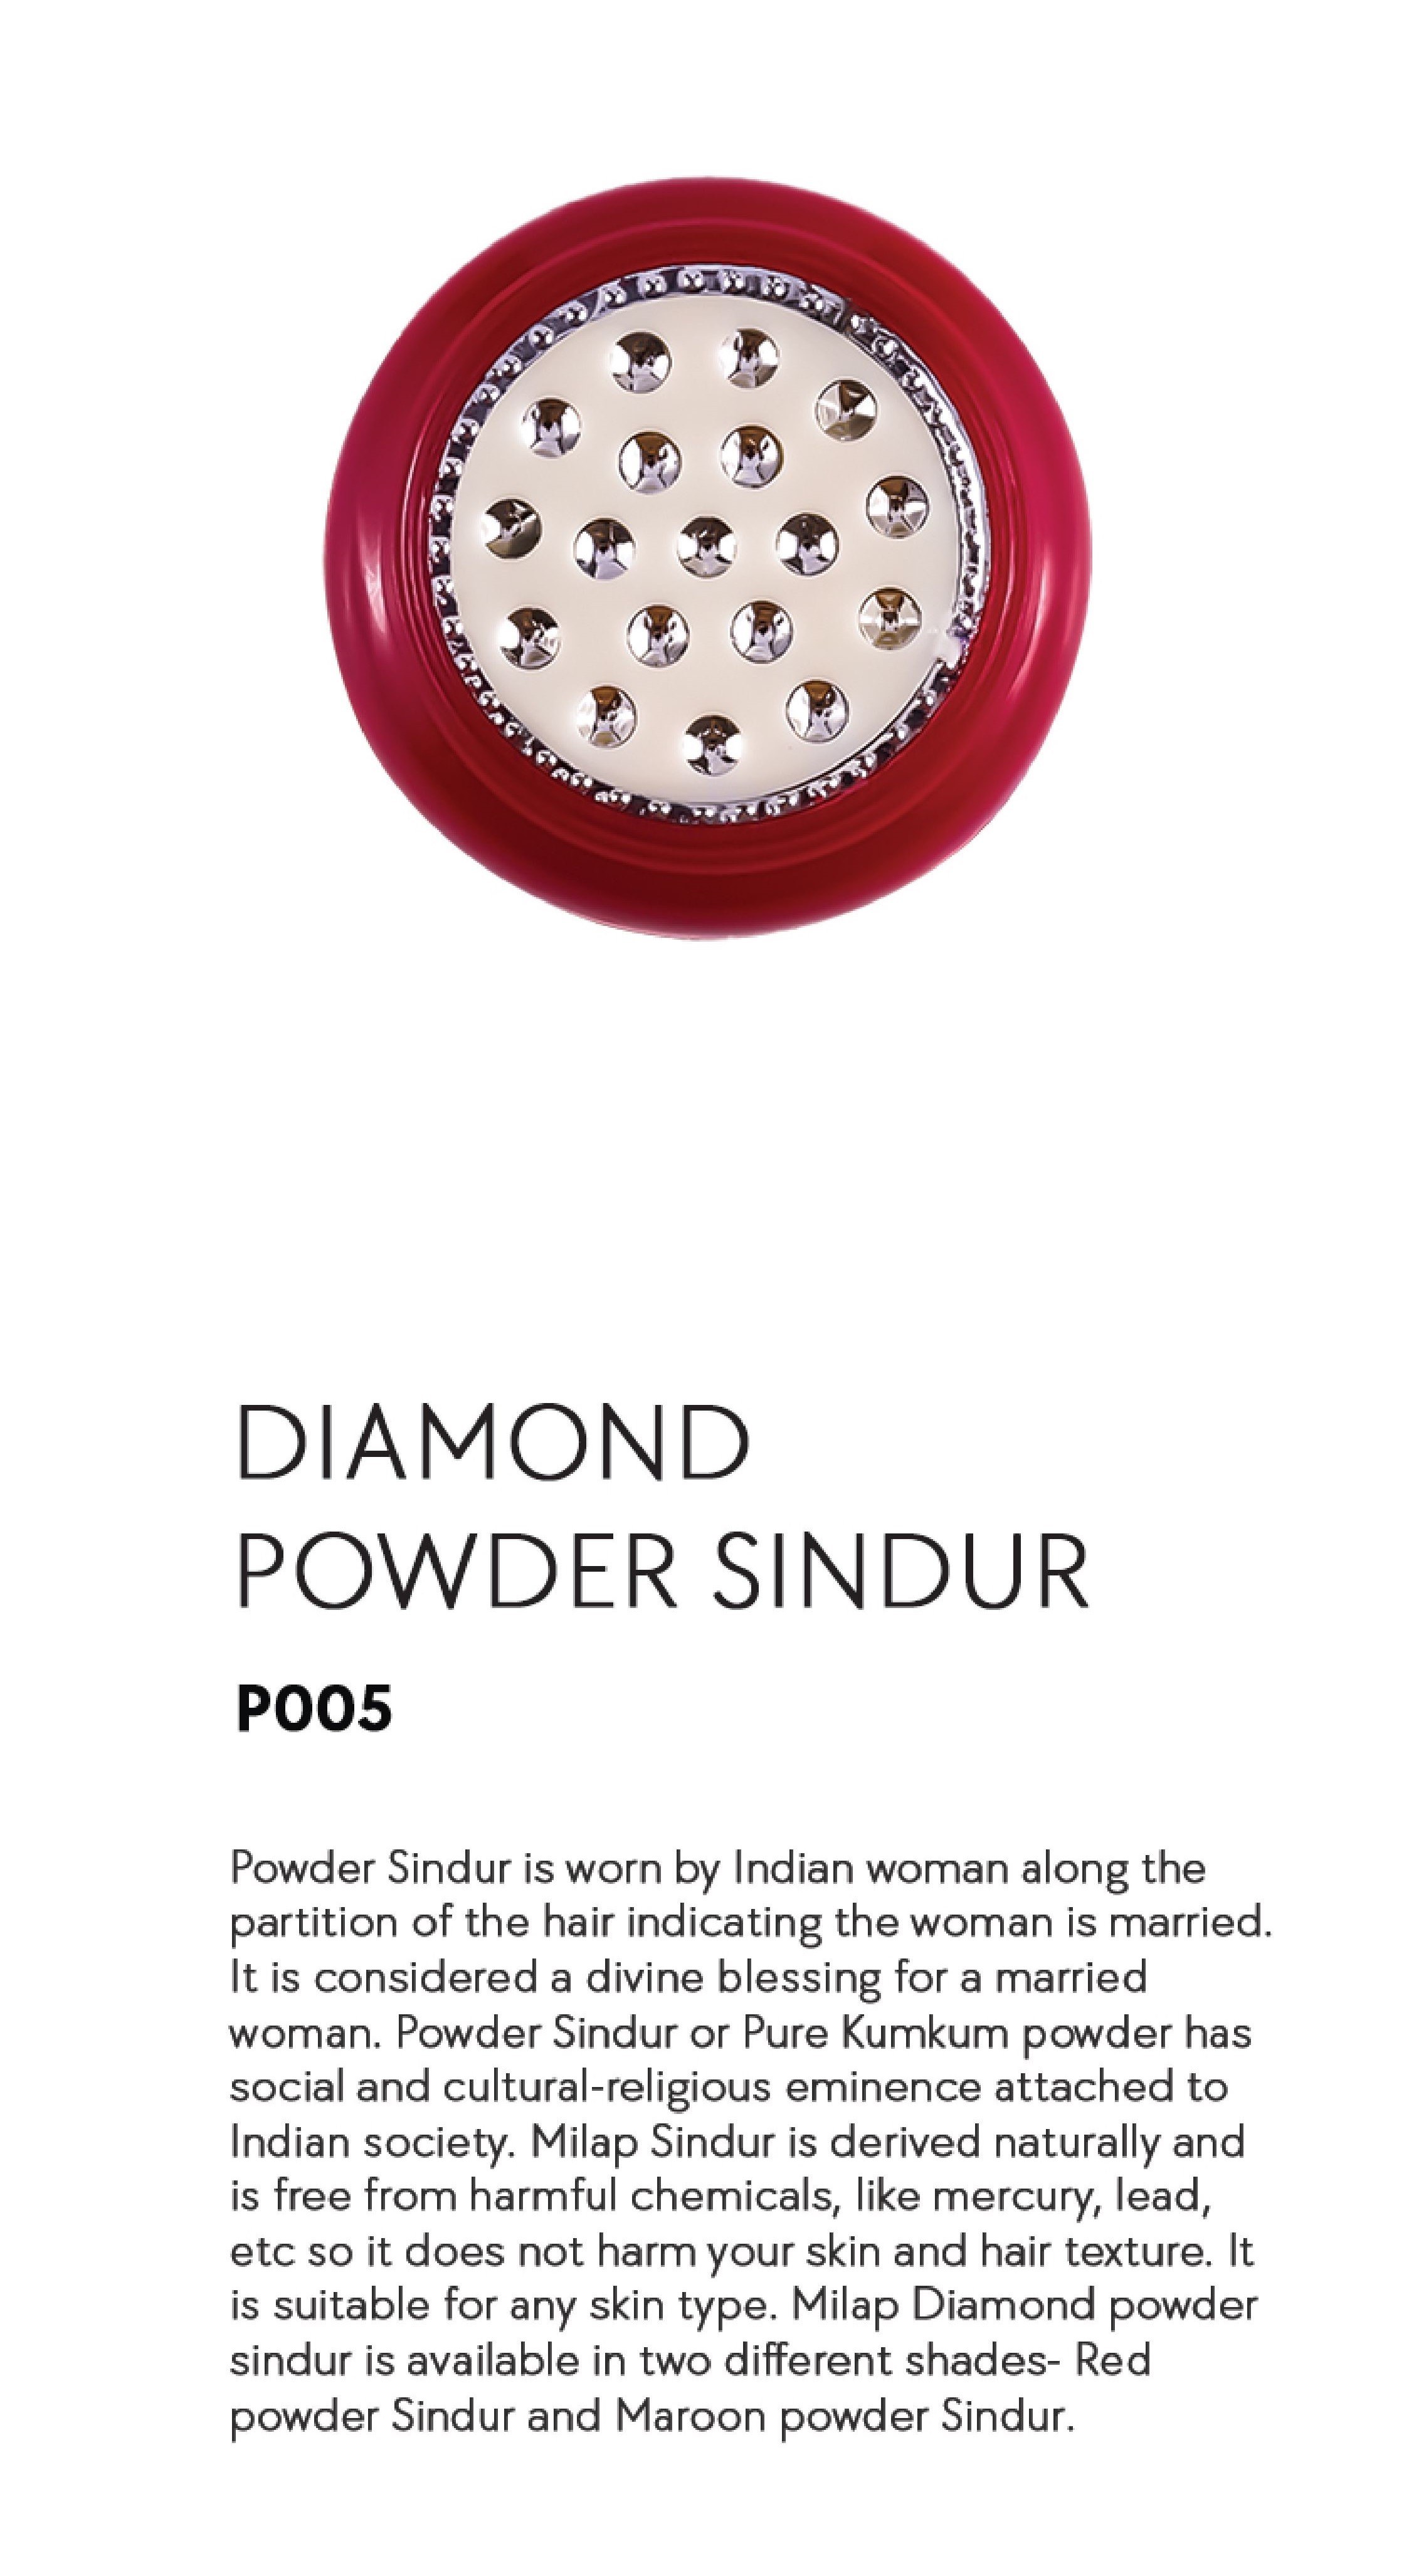 DIAMOND
POWDER SINDUR
P005
Powder Sindur is worn by Indian woman along the
partition of the hair indicating the woman is married.
It is considered a divine blessing for a married
woman. Powder Sindur or Pure Kumkum powder has
social and cultural-religious eminence attached to
Indian society. Milap Sindur is derived naturally and
is free from harmful chemicals, like mercury, lead,
etc so it does not harm your skin and hair texture. It
is suitable for any skin type. Milap Diamond powder
sindur is available in two different shades- Red
powder Sindur and Maroon powder Sindur.